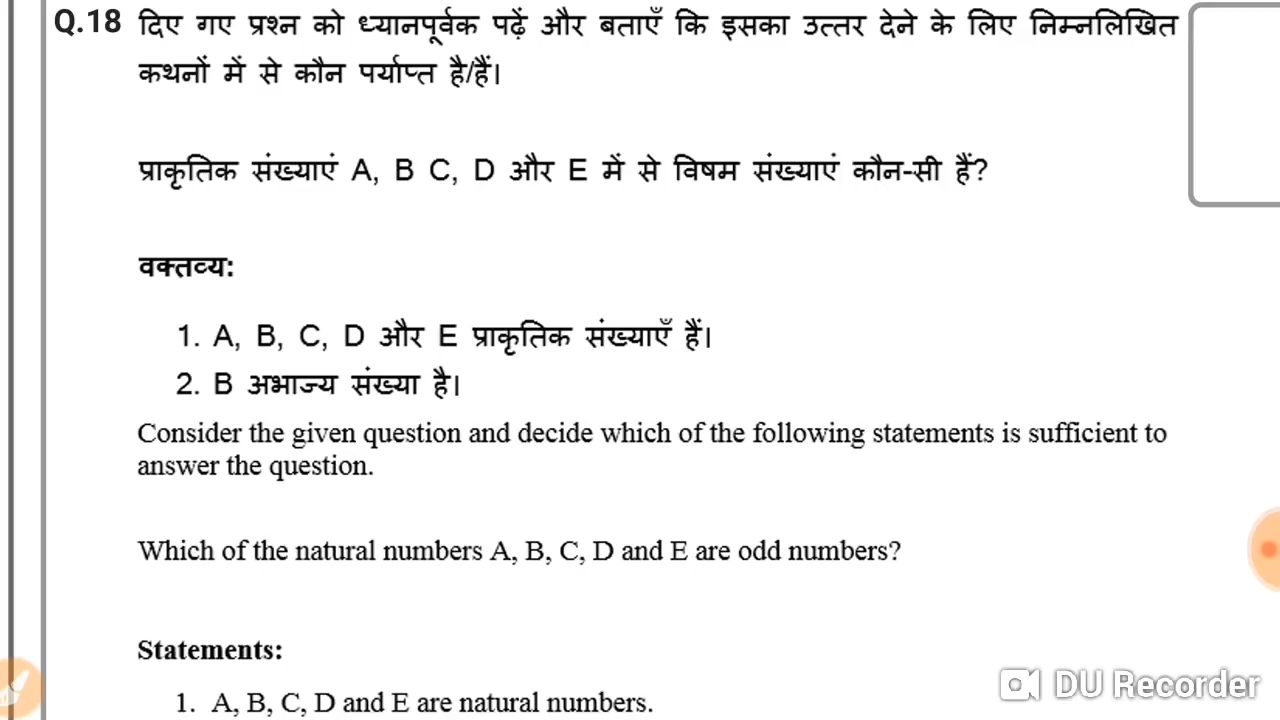 Q.18 दिए गए प्रश्न को ध्यानपूर्वक पढ़ें और बताएँ कि इसका उत्तर देने के लिए निम्नलिखित
कथनों में से कौन पर्याप्त है/हैं।
प्राकृतिक संख्याएं A, B C, D और E में से विषम संख्याएं कौन-सी हैं?
वक्तव्य:
1. A, B, C, D और E प्राकृतिक संख्याएँ हैं।
2. B अभाज्य संख्या है।
Consider the given question and decide which of the following statements is sufficient to
answer the question.
Which of the natural numbers A, B, C, D and E are odd numbers?
Statements:
1. A, B, C, D and E are natural numbers.
DU Recorder